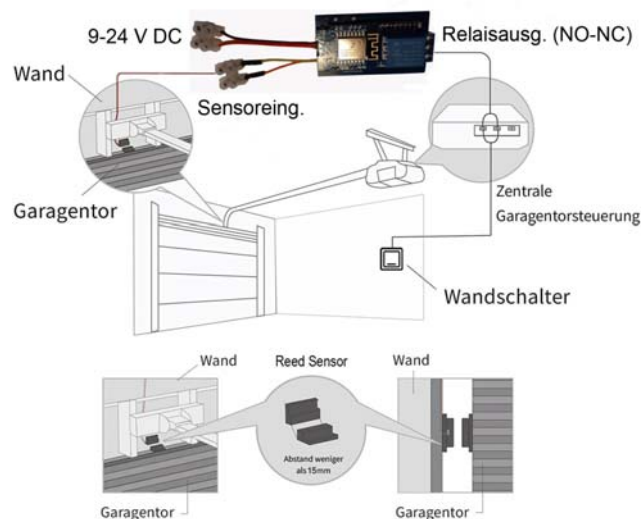 9-24 V DC
Relaisausg. (NO-NC)
Wand
Sensoreing.
Garagentor
Zentrale
Garagentorsteuerung
Wandschalter
Wand
Reed Sensor
Wand
Abstand weniger
als 15mm
Garagentor
Garagentor